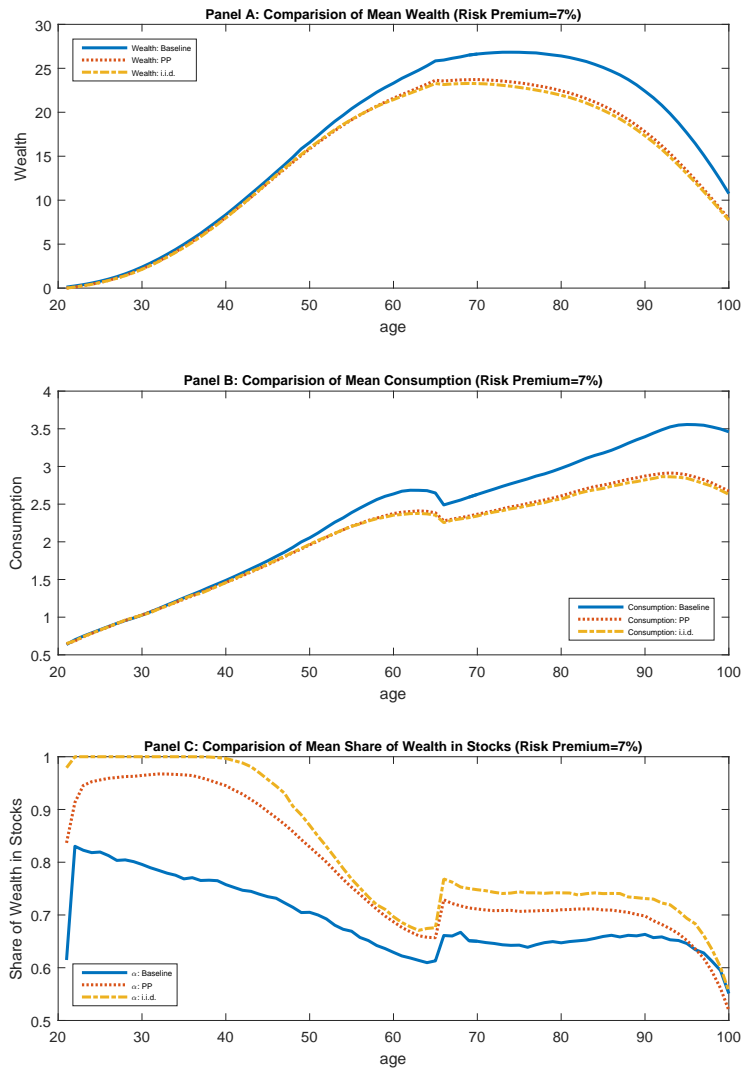 Panel A: Comparision of Mean Wealth (Risk Premium=7%)
30
25
20
15
10
5
0
Wealth
Wealth: Baseline
Wealth: PP
Wealth: i.i.d.
20 30 40 50 60 70 80 90 100
age
Panel B: Comparision of Mean Consumption (Risk Premium=7%)
4
3.5
3
2.5
2
1.5
1
0.5
Consumption
Consumption: Baseline
Consumption: PP
Consumption: i.i.d.
20 30 40 50 60 70 80 90 100
age
Panel C: Comparision of Mean Share of Wealth in Stocks (Risk Premium=7%)
1
0.9
0.8
0.7
0.6
0.5
Share of Wealth in Stocks
α: Baseline
α: PP
α: i.i.d.
20 30 40 50 60 70 80 90 100
age